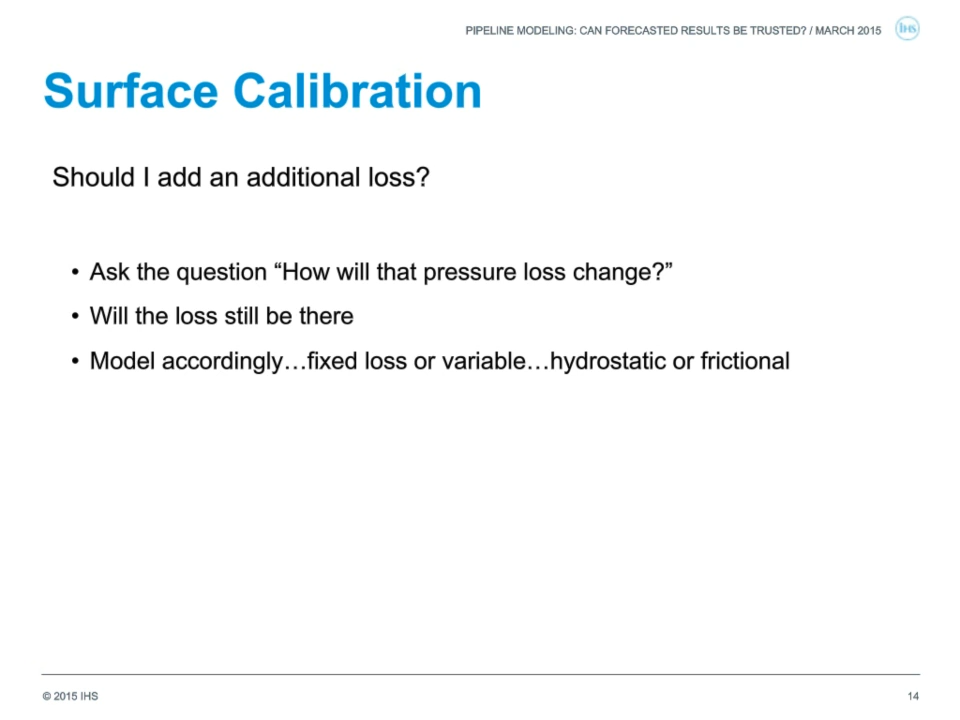 PIPELINE MODELING: CAN FORECASTED RESULTS BE TRUSTED? / MARCH 2015
IHS
Surface Calibration
Should I add an additional loss?
• Ask the question “How will that pressure loss change?”
• Will the loss still be there
• Model accordingly…fixed loss or variable…hydrostatic or frictional
© 2015 IHS
14